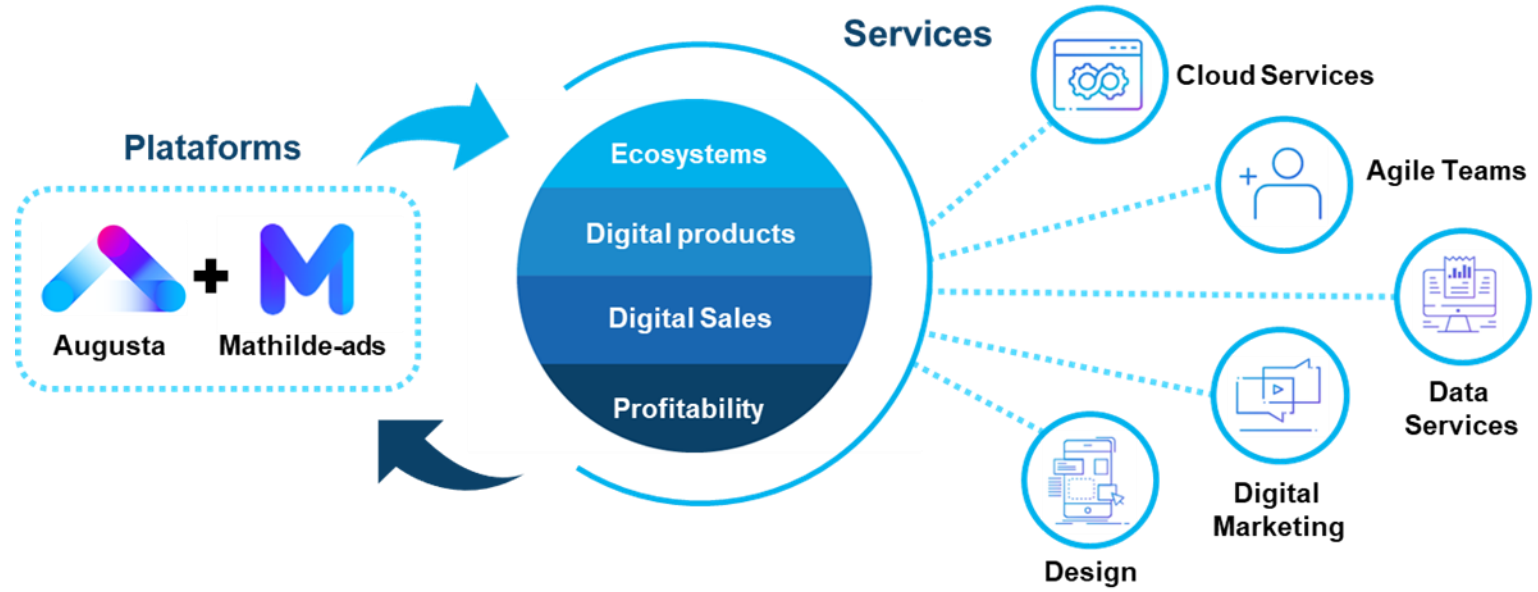 Services
Cloud Services
Plataforms
Ecosystems
Agile Teams
Digital products
Digital Sales
Augusta
Mathilde-ads
Profitability
Data
Services
Digital
Marketing
Design